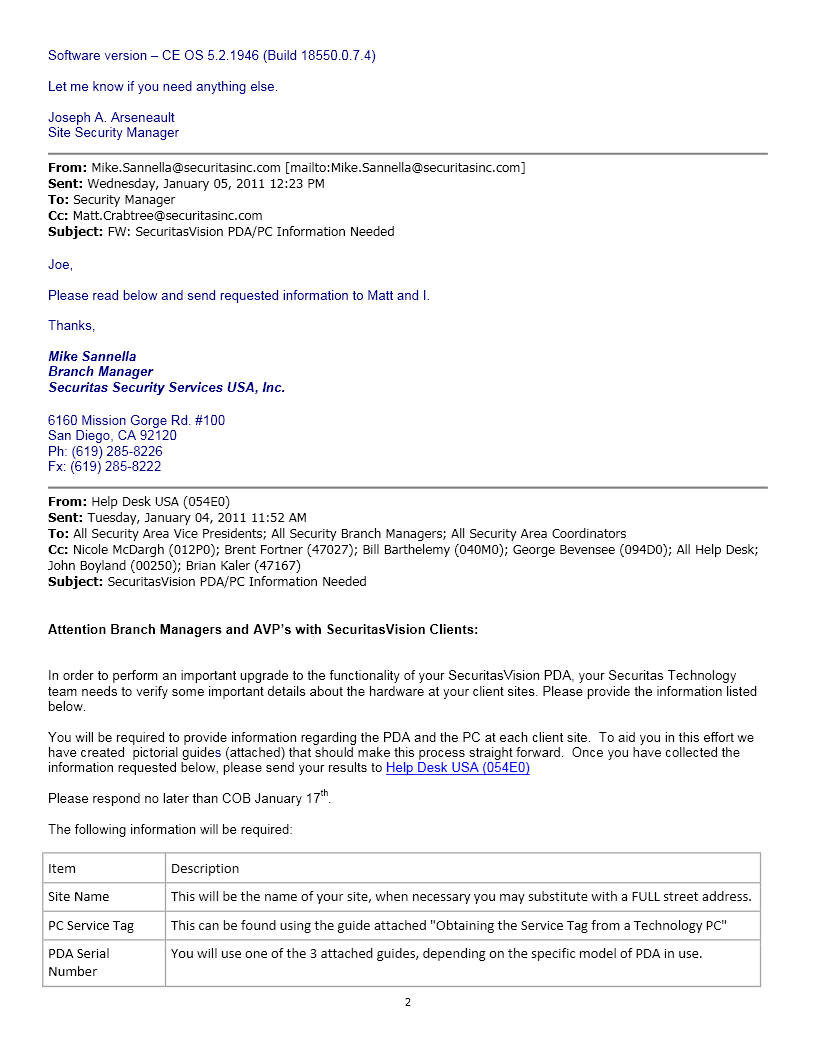 Software version – CE OS 5.2.1946 (Build 18550.0.7.4)
Let me know if you need anything else.
Joseph A. Arseneault
Site Security Manager
From: Mike.Sannella@securitasinc.com [mailto:Mike.Sannella@securitasinc.com]
Sent: Wednesday, January 05, 2011 12:23 PM
To: Security Manager
Cc: Matt.Crabtree@securitasinc.com
Subject: FW: SecuritasVision PDA/PC Information Needed
Joe,
Please read below and send requested information to Matt and I.
Thanks,
Mike Sannella
Branch Manager
Securitas Security Services USA, Inc.
6160 Mission Gorge Rd. #100
San Diego, CA 92120
Ph: (619) 285-8226
Fx: (619) 285-8222
From: Help Desk USA (054E0)
Sent: Tuesday, January 04, 2011 11:52 AM
To: All Security Area Vice Presidents; All Security Branch Managers; All Security Area Coordinators
Cc: Nicole McDargh (012P0); Brent Fortner (47027); Bill Barthelemy (040M0); George Bevensee (094D0); All Help Desk;
John Boyland (00250); Brian Kaler (47167)
Subject: SecuritasVision PDA/PC Information Needed
Attention Branch Managers and AVP's with SecuritasVision Clients:
In order to perform an important upgrade to the functionality of your SecuritasVision PDA, your Securitas Technology
team needs to verify some important details about the hardware at your client sites. Please provide the information listed
below.
You will be required to provide information regarding the PDA and the PC at each client site.  To aid you in this effort we
have created  pictorial guides (attached) that should make this process straight forward.  Once you have collected the
information requested below, please send your results to Help Desk USA (054E0)
Please respond no later than COB January 17th.
The following information will be required:
Item Description
Site Name This will be the name of your site, when necessary you may substitute with a FULL street address.
PC Service Tag This can be found using the guide attached "Obtaining the Service Tag from a Technology PC"
PDA Serial You will use one of the 3 attached guides, depending on the specific model of PDA in use.
Number
2